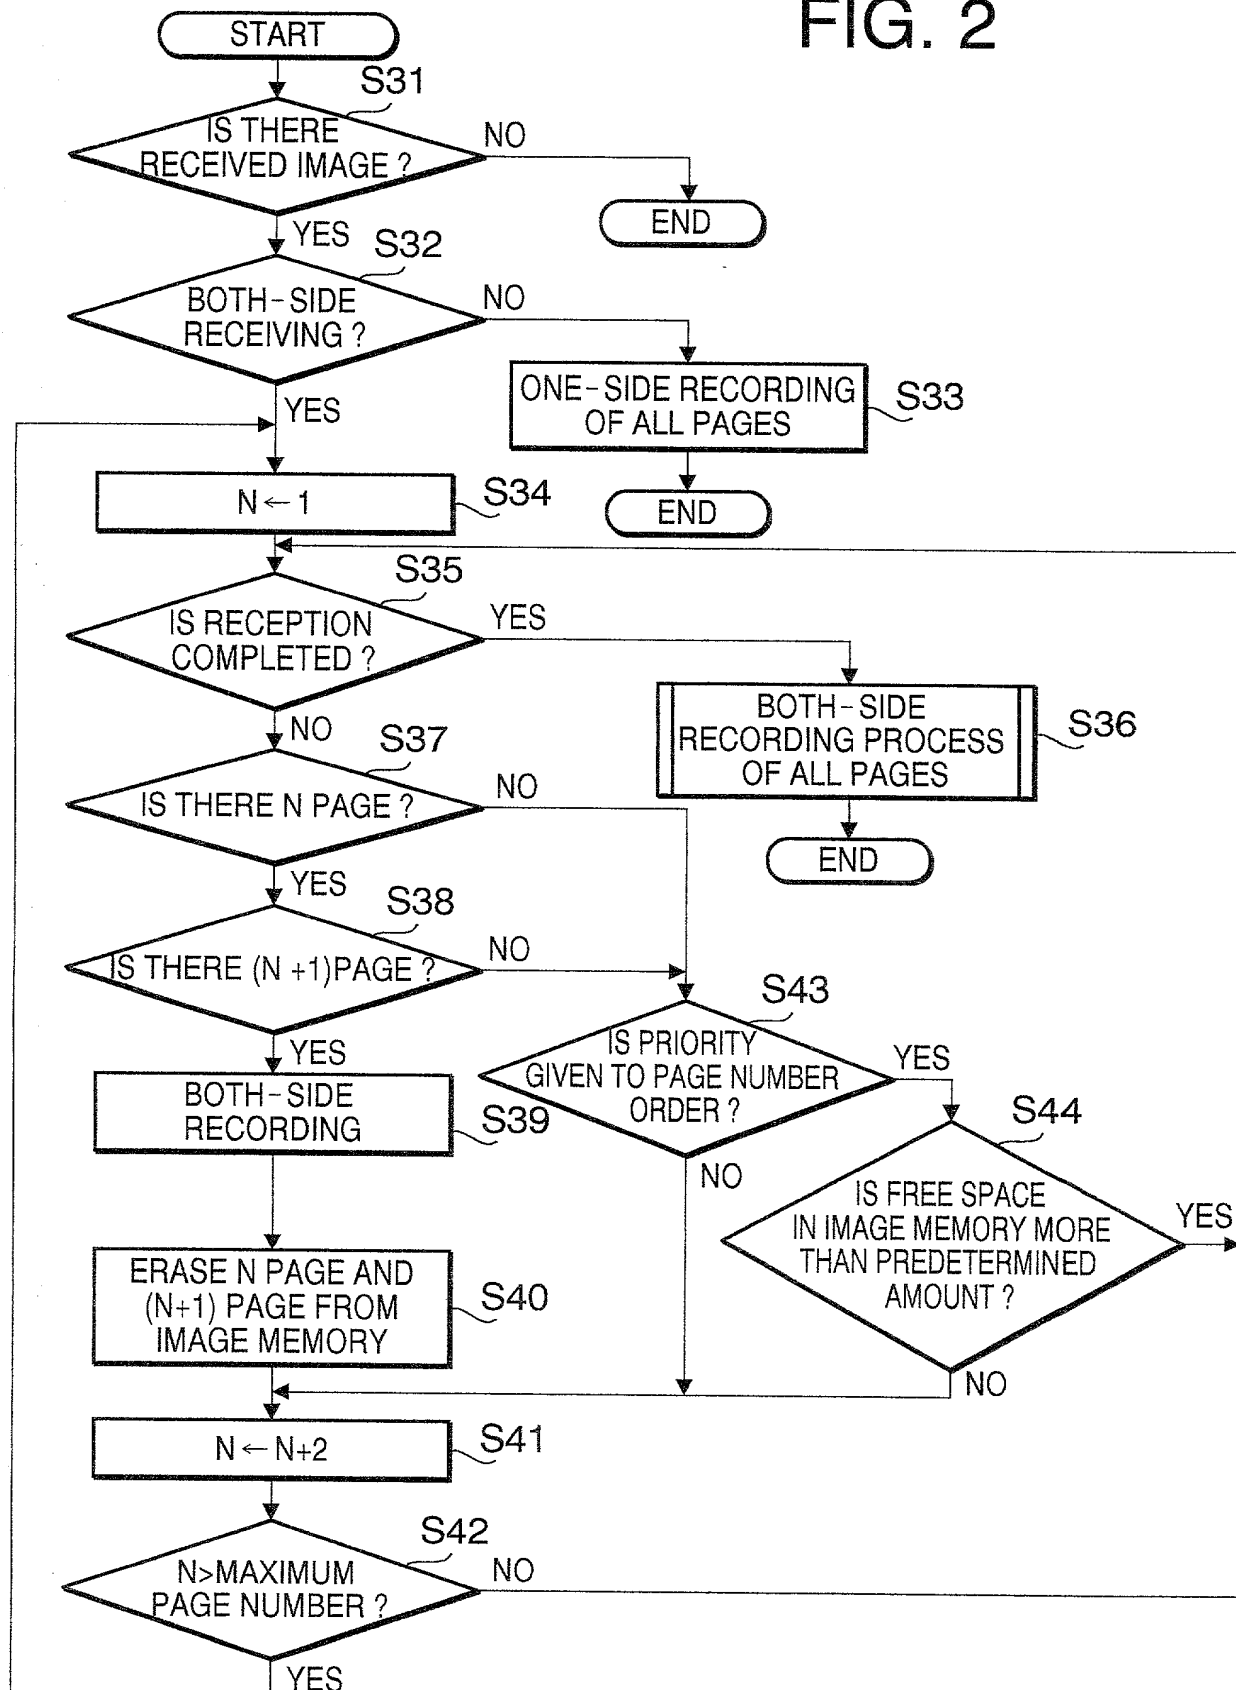 FIG. 2
START
S31
IS THERE
RECEIVED IMAGE ?
NO
END
YES
S32
BOTH-SIDE
RECEIVING ?
NO
ONE-SIDE RECORDING
OF ALL PAGES
S33
END
YES
N ← 1
S34
S35
IS RECEPTION
COMPLETED ?
YES
BOTH-SIDE
RECORDING PROCESS
OF ALL PAGES
S36
END
NO
S37
IS THERE N PAGE ?
NO
YES
S38
IS THERE (N +1)PAGE ?
NO
YES
BOTH-SIDE
RECORDING
S39
S43
IS PRIORITY
GIVEN TO PAGE NUMBER
ORDER ?
YES
NO
S44
IS FREE SPACE
IN IMAGE MEMORY MORE
THAN PREDETERMINED
AMOUNT ?
YES
NO
ERASE N PAGE AND
(N+1) PAGE FROM
IMAGE MEMORY
S40
N ← N+2
S41
S42
N>MAXIMUM
PAGE NUMBER ?
NO
YES